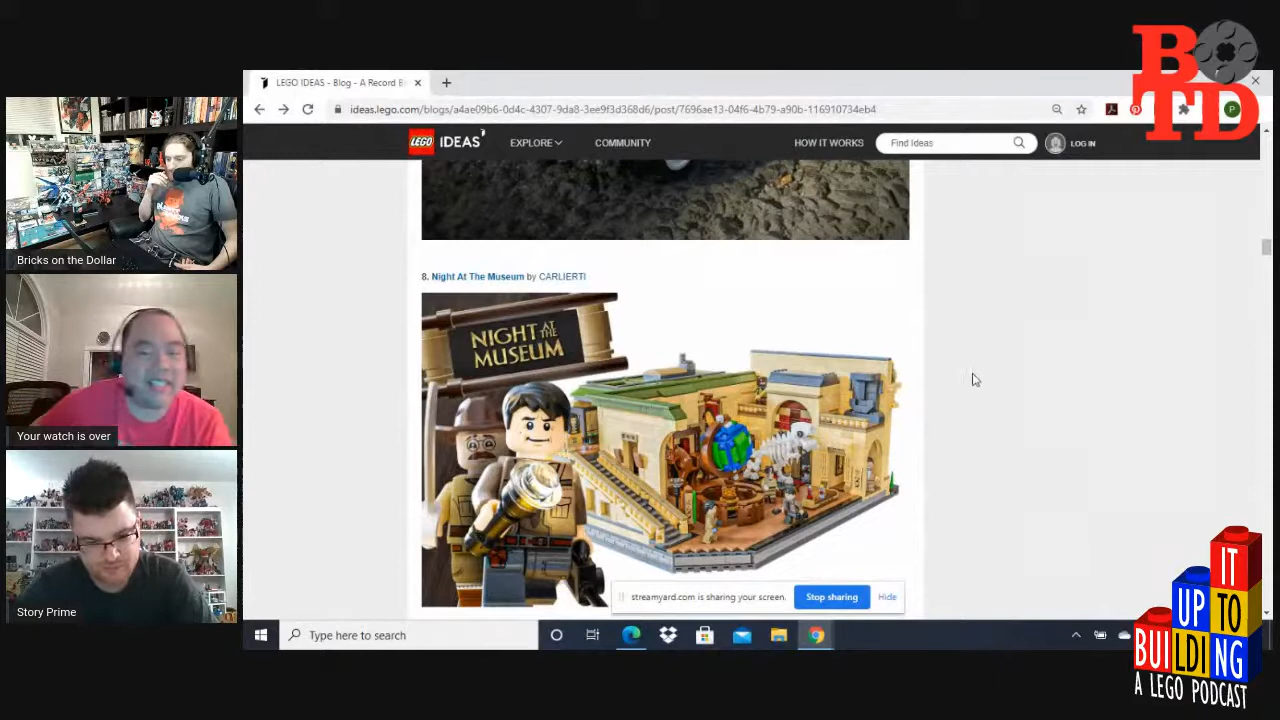 BOTD
LEGO IDEAS - Blog - A Record B
ideas.lego.com/blogs/a4ae09b6-0d4c-4307-9da8-3ee9f3d368d6/post/7696ae13-04f6-4b79-a90b-116910734eb4
P
LEGO IDEAS
EXPLORE
COMMUNITY
HOW IT WORKS
Find Ideas
LOG IN
Bricks on the Dollar
8. Night At The Museum by CARLIERTI
NIGHT AT THE
MUSEUM
Your watch is over
Story Prime
streamyard.com is sharing your screen.
Stop sharing
Hide
Type here to search
BUILDING
UP TO
IT
A LEGO PODCAST